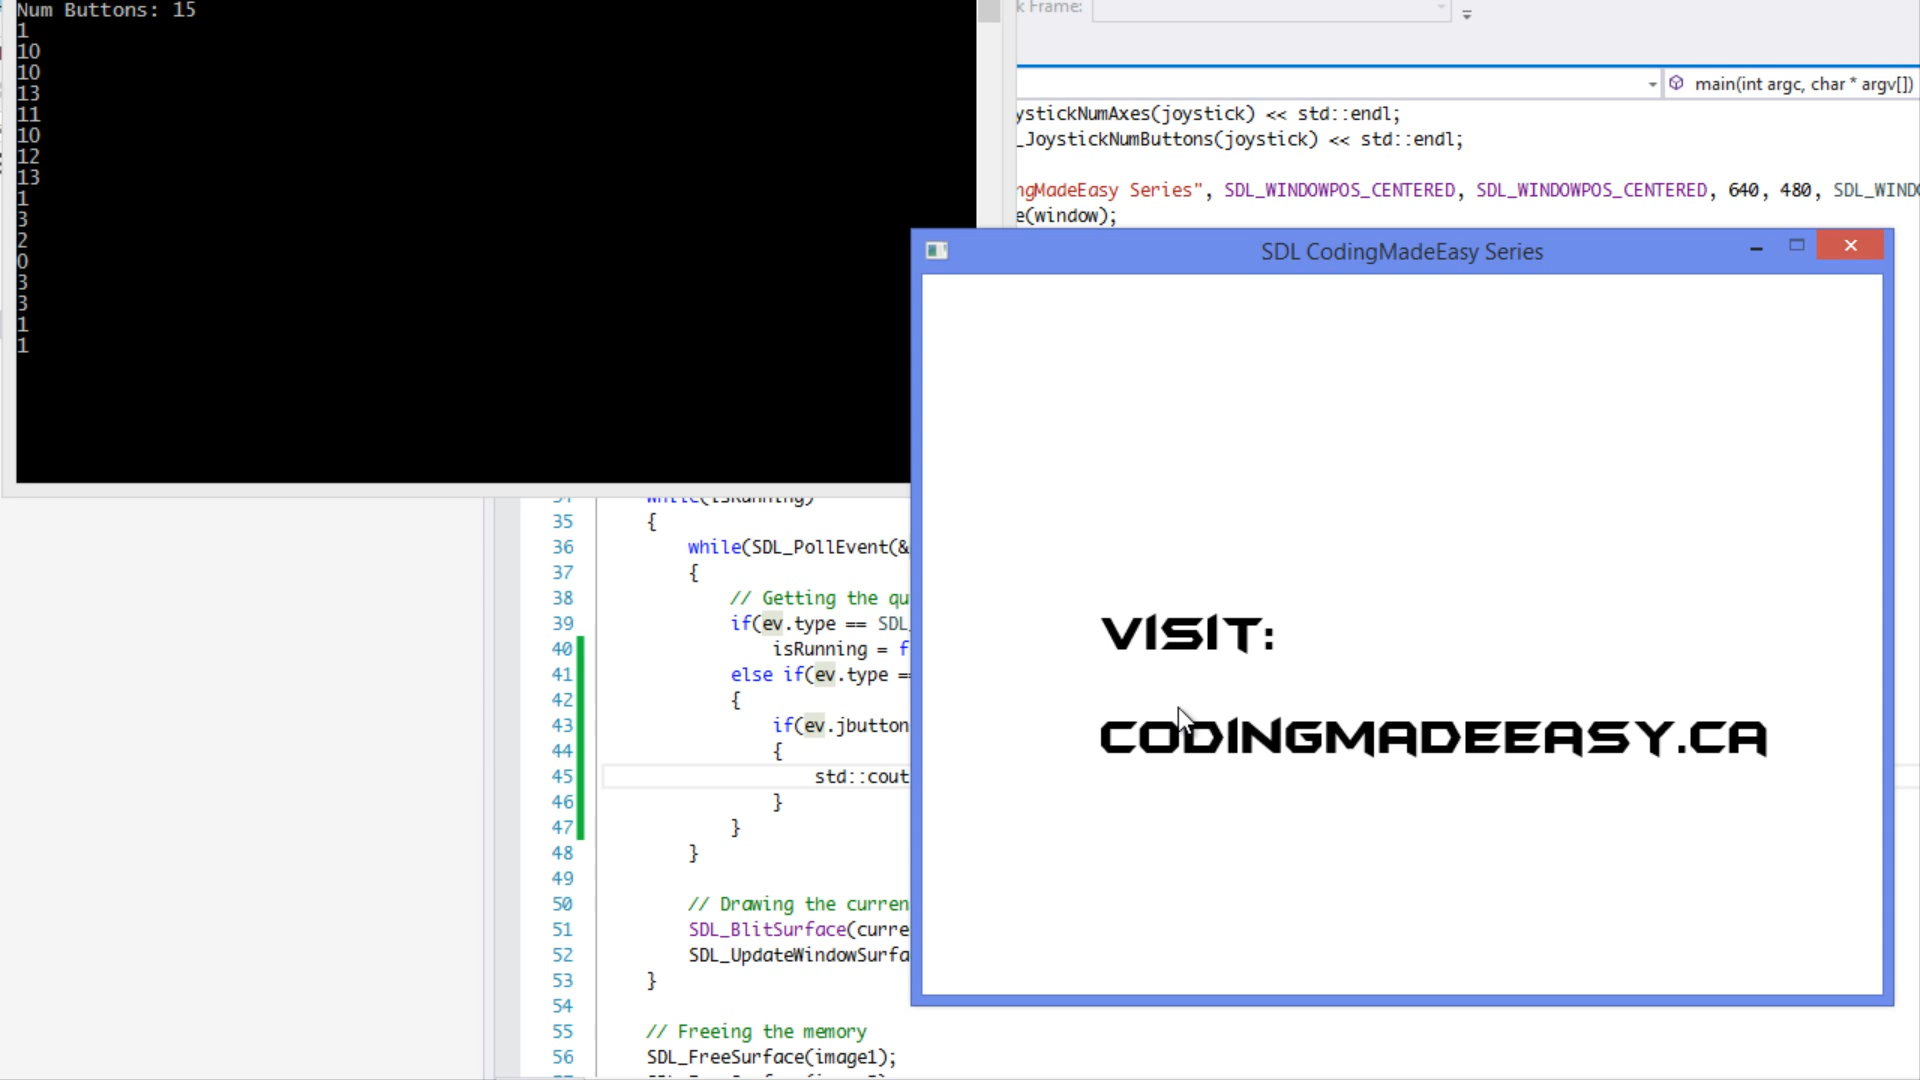 Num Buttons: 15
1
10
10
13
11
10
12
13
1
3
2
0
3
3
1
1
k Frame:
main(int argc, char * argv[])
ystickNumAxes(joystick) << std::endl;
_JoystickNumButtons(joystick) << std::endl;
ngMadeEasy Series", SDL_WINDOWPOS_CENTERED, SDL_WINDOWPOS_CENTERED, 640, 480, SDL_WIND
e(window);
SDL CodingMadeEasy Series
VISIT:
CODINGMADEEASY.CA
34 while(isRunning)
35 {
36 while(SDL_PollEvent(&
37 {
38 // Getting the qu
39 if(ev.type == SDL_
40 isRunning = f
41 else if(ev.type ==
42 {
43 if(ev.jbutton
44 {
45 std::cout
46 }
47 }
48 }
49
50 // Drawing the curren
51 SDL_BlitSurface(curre
52 SDL_UpdateWindowSurfa
53 }
54
55 // Freeing the memory
56 SDL_FreeSurface(image1);